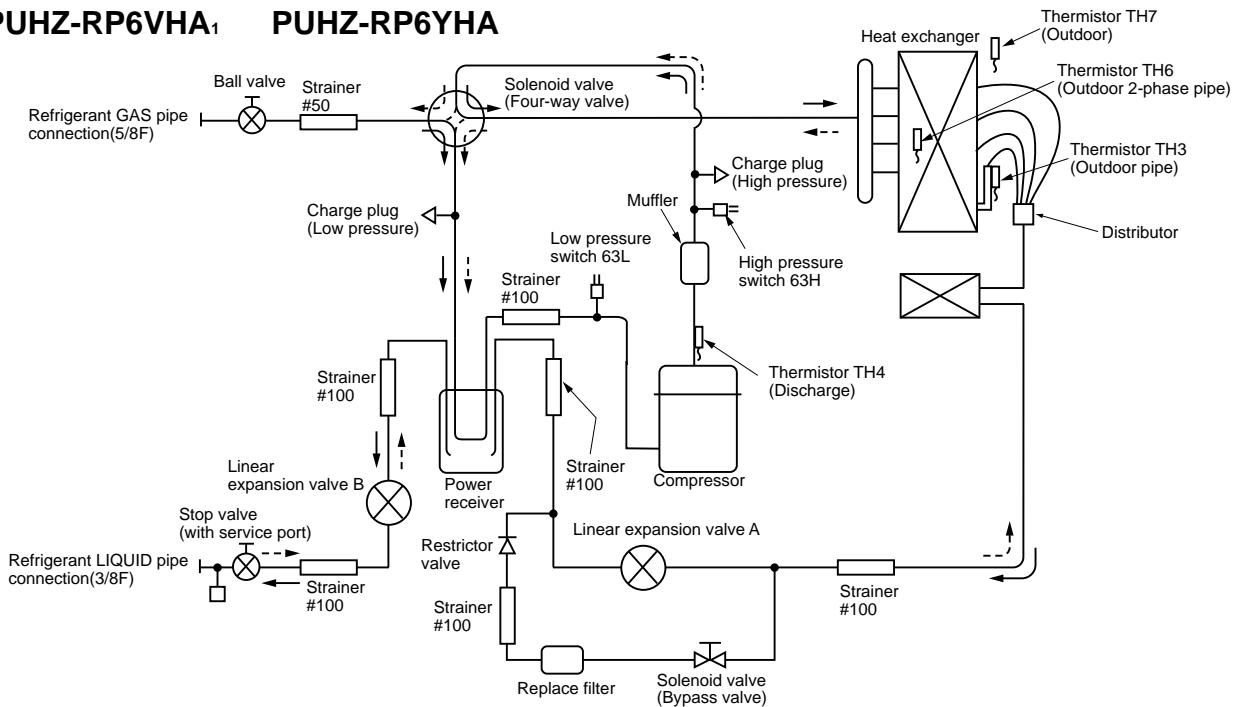 PUHZ-RP6VHA1 PUHZ-RP6YHA
Thermistor TH7
(Outdoor)
Heat exchanger
Thermistor TH6
(Outdoor 2-phase pipe)
Ball valve
Strainer
#50
Solenoid valve
(Four-way valve)
Refrigerant GAS pipe
connection(5/8F)
Thermistor TH3
(Outdoor pipe)
Charge plug
(High pressure)
Muffler
Charge plug
(Low pressure)
Distributor
Low pressure
switch 63L
High pressure
switch 63H
Strainer
#100
Thermistor TH4
(Discharge)
Strainer
#100
Strainer
#100
Compressor
Power
receiver
Linear
expansion valve B
Stop valve
(with service port)
Linear expansion valve A
Restrictor
valve
Refrigerant LIQUID pipe
connection(3/8F)
Strainer
#100
Strainer
#100
Strainer
#100
Replace filter
Solenoid valve
(Bypass valve)